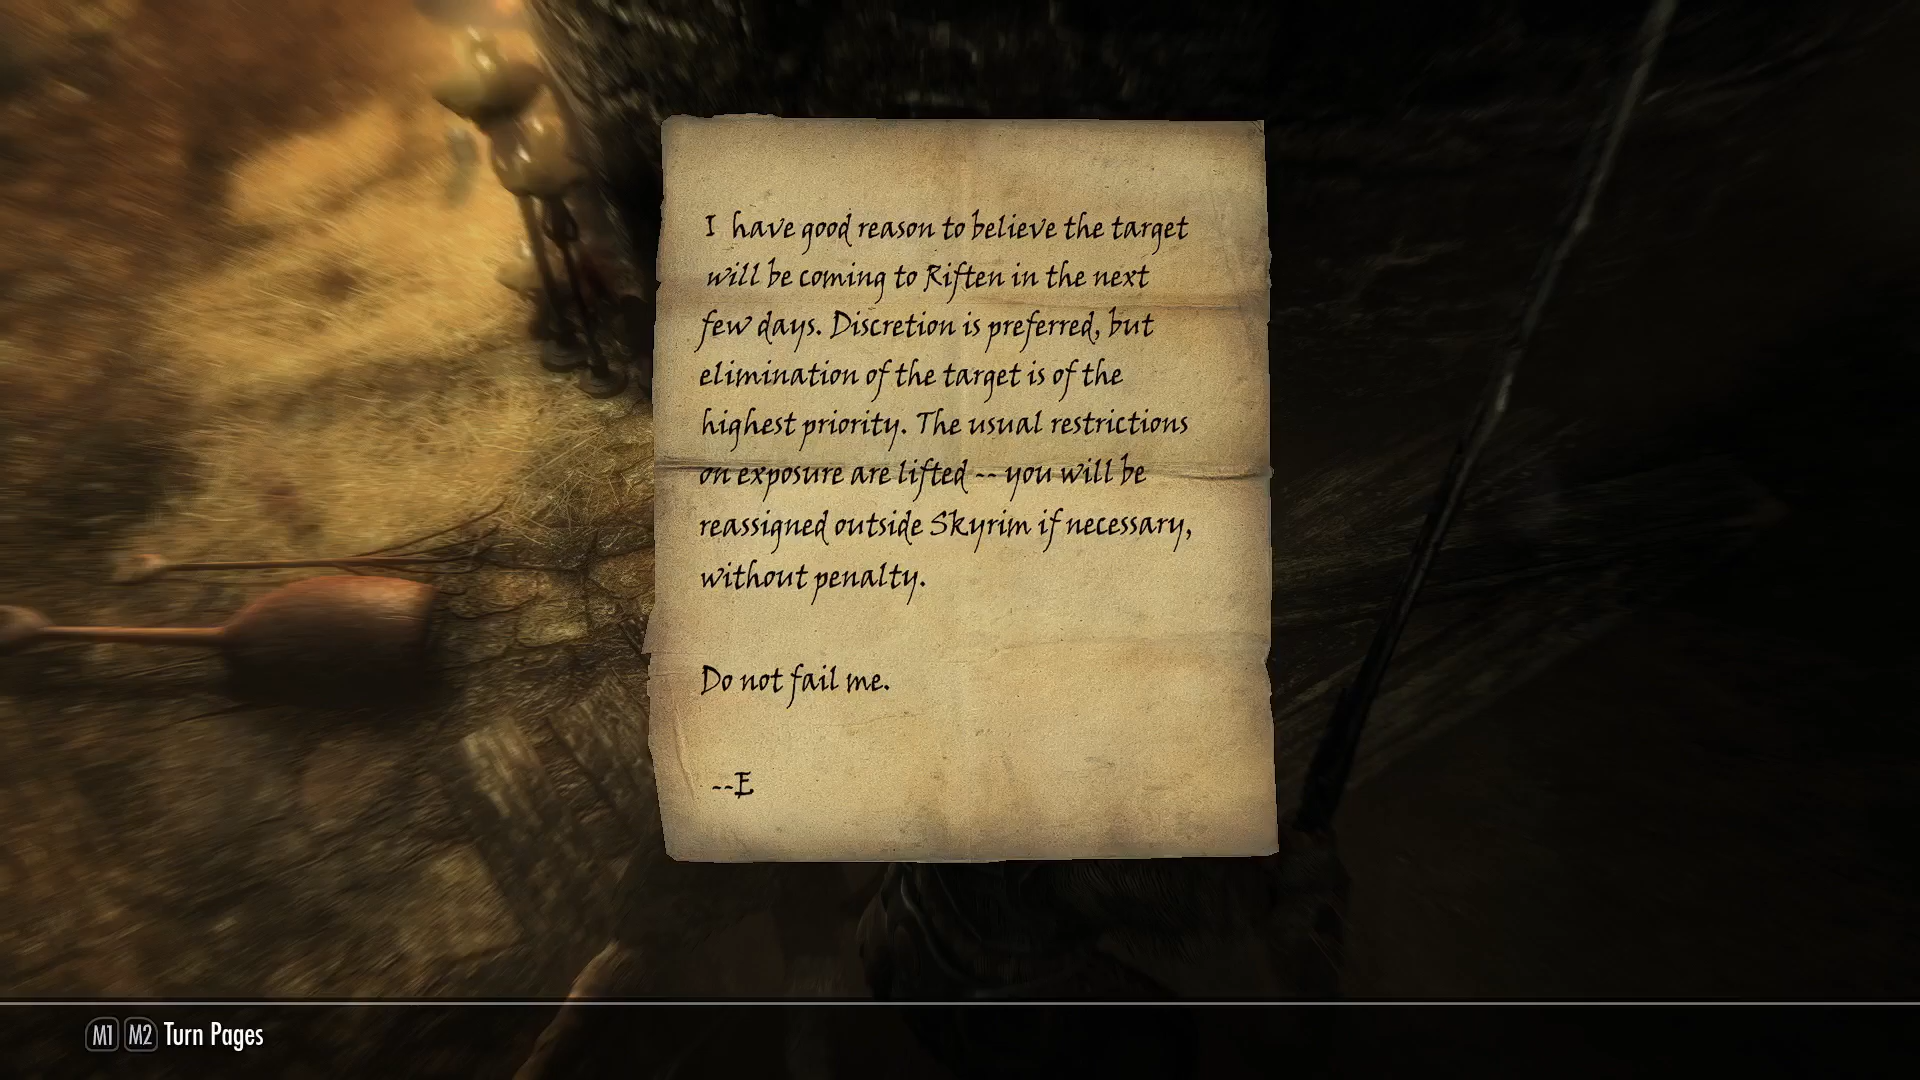 I have good reason to believe the target
will be coming to Riften in the next
few days. Discretion is preferred, but
elimination of the target is of the
highest priority. The usual restrictions
on exposure are lifted -- you will be
reassigned outside Skyrim if necessary,
without penalty.
Do not fail me.
--E
M1 M2 Turn Pages